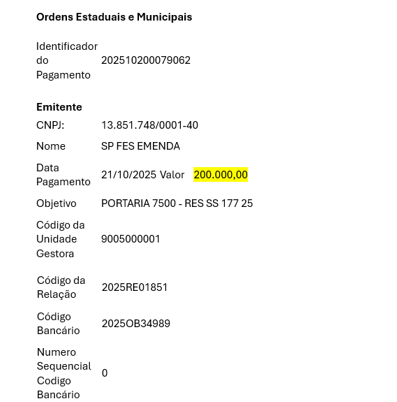 Ordens Estaduais e Municipais
Identificador
do
Pagamento
202510200079062
Emitente
CNPJ: 13.851.748/0001-40
Nome SP FES EMENDA
Data
Pagamento
21/10/2025 Valor 200.000,00
Objetivo PORTARIA 7500 - RES SS 177 25
Código da
Unidade
Gestora
9005000001
Código da
Relação
2025RE01851
Código
Bancário
2025OB34989
Numero
Sequencial
Codigo
Bancário
0